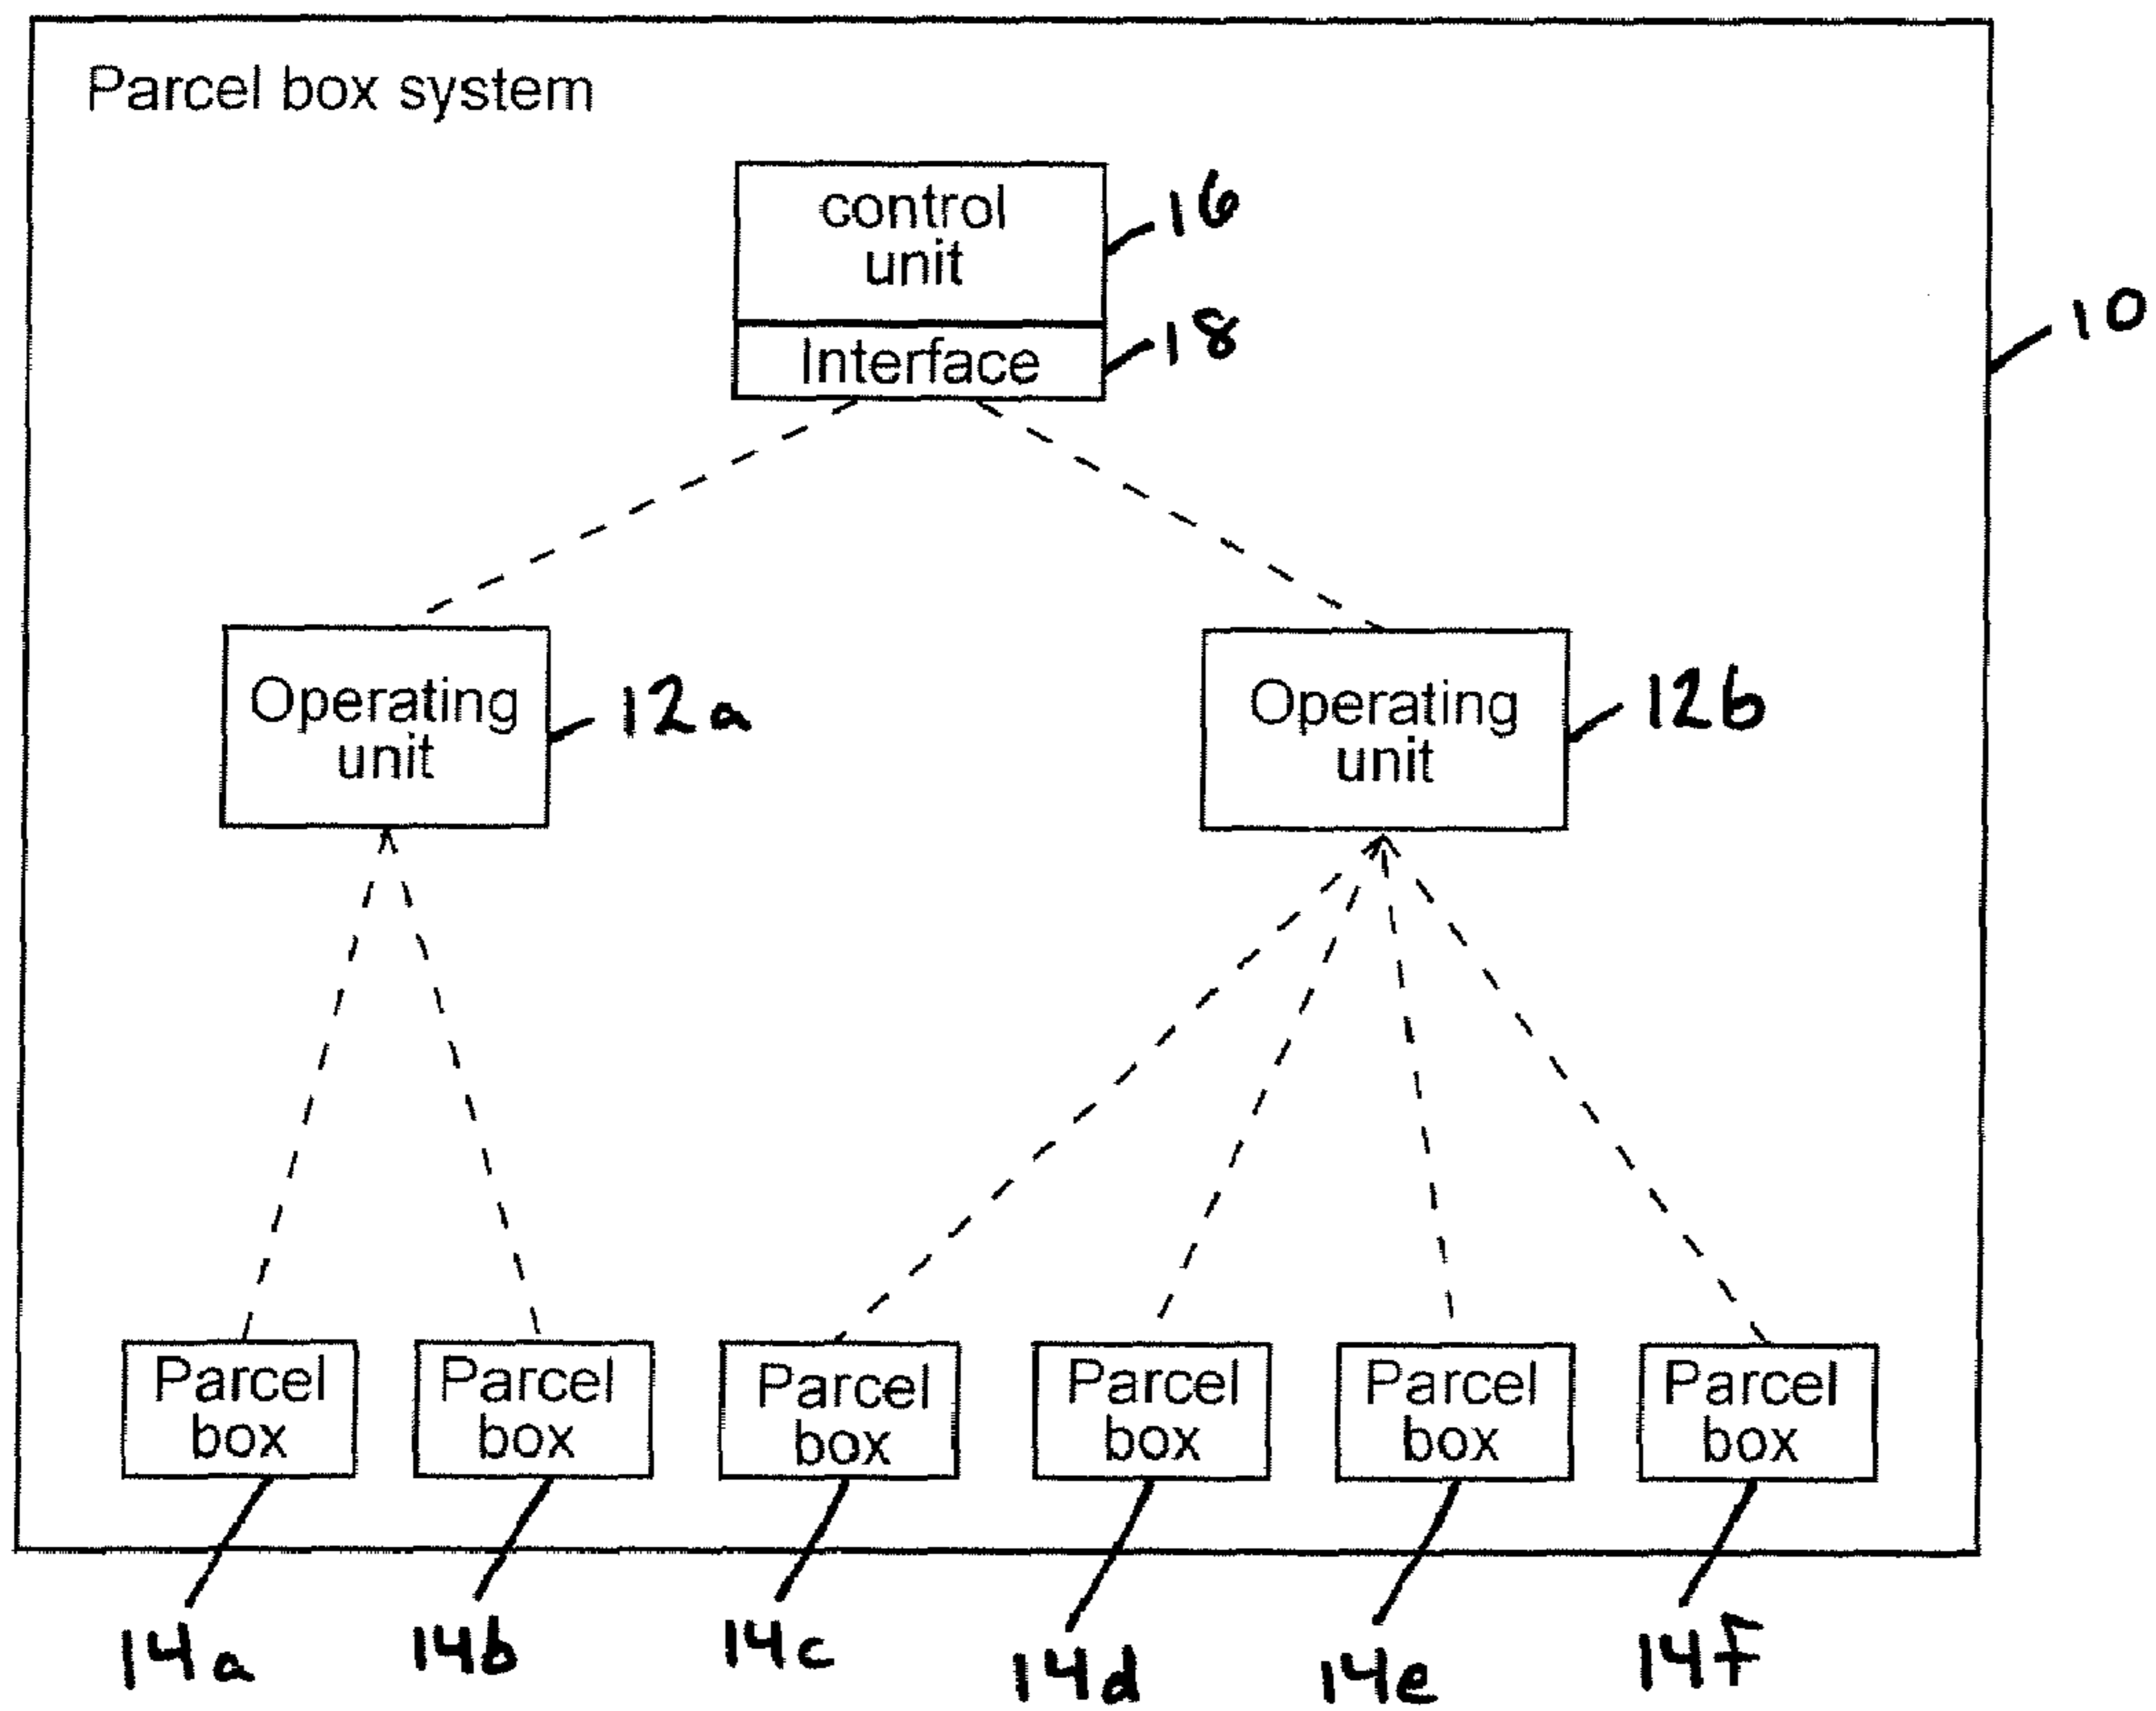 Parcel box system
control
unit
16
Interface
18
10
Operating
unit
12a
Operating
unit
12b
Parcel
box
Parcel
box
Parcel
box
Parcel
box
Parcel
box
Parcel
box
14a
14b
14c
14d
14e
14f